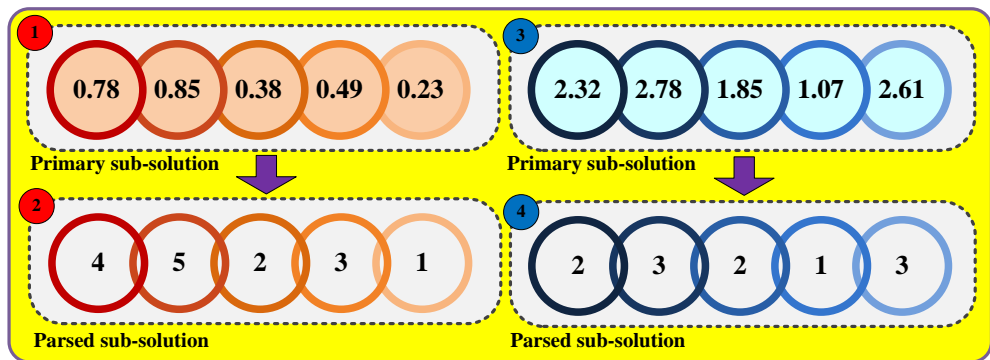 1
0.78 0.85 0.38 0.49 0.23
Primary sub-solution
2
4 5 2 3 1
Parsed sub-solution
3
2.32 2.78 1.85 1.07 2.61
Primary sub-solution
4
2 3 2 1 3
Parsed sub-solution